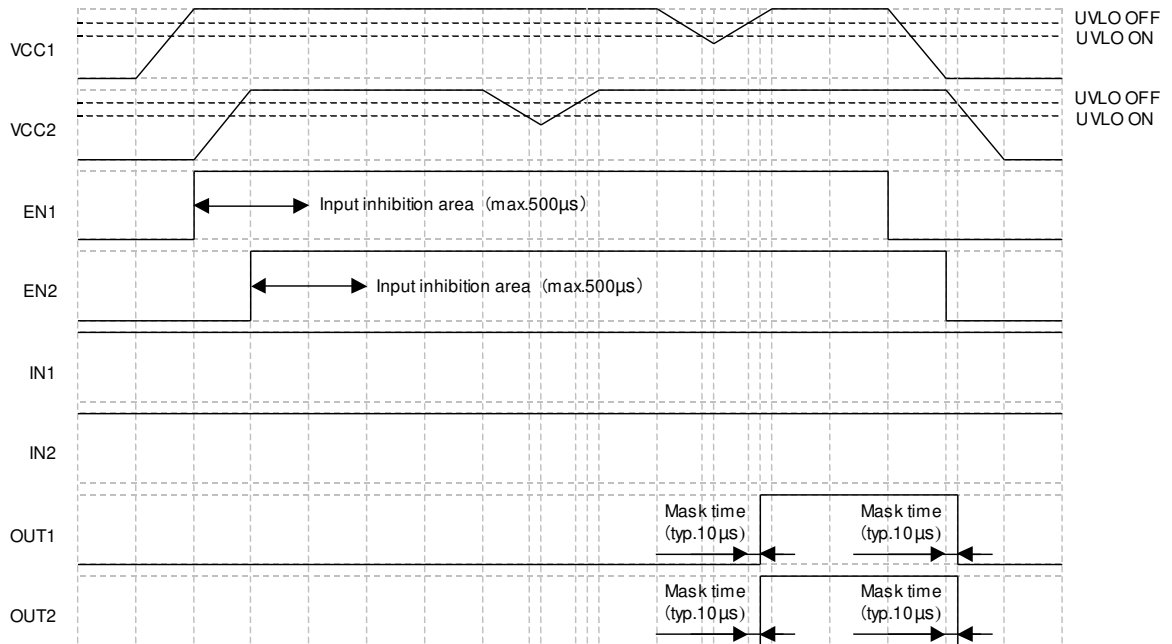 VCC1
UVLO OFF
UVLO ON
VCC2
UVLO OFF
UVLO ON
EN1
Input inhibition area (max.500μs)
EN2
Input inhibition area (max.500μs)
IN1
IN2
OUT1
Mask time
(typ.10μs)
Mask time
(typ.10μs)
OUT2
Mask time
(typ.10μs)
Mask time
(typ.10μs)